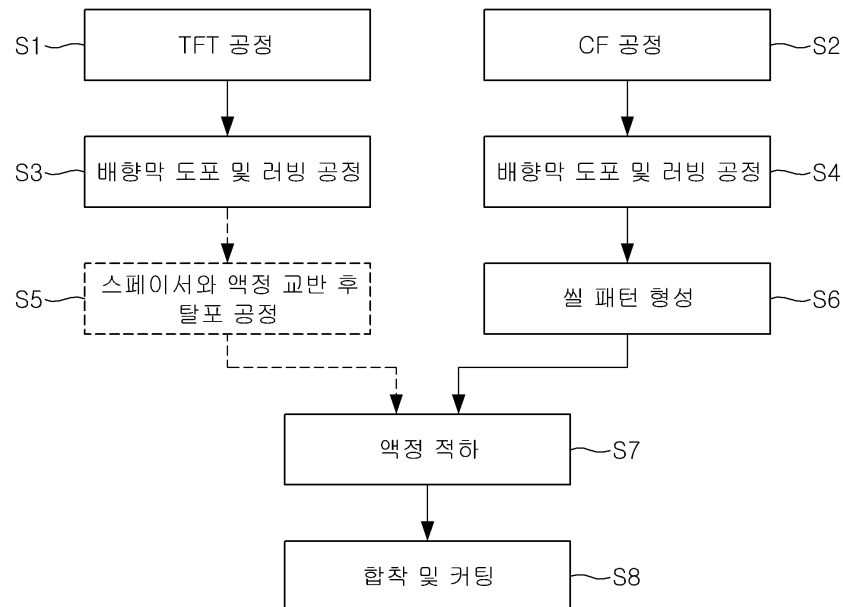 S1
TFT 공정
CF 공정
S2
S3
배향막 도포 및 러빙 공정
배향막 도포 및 러빙 공정
S4
S5
스페이서와 액정 교반 후
탈포 공정
씰 패턴 형성
S6
액정 적하
S7
합착 및 커팅
S8